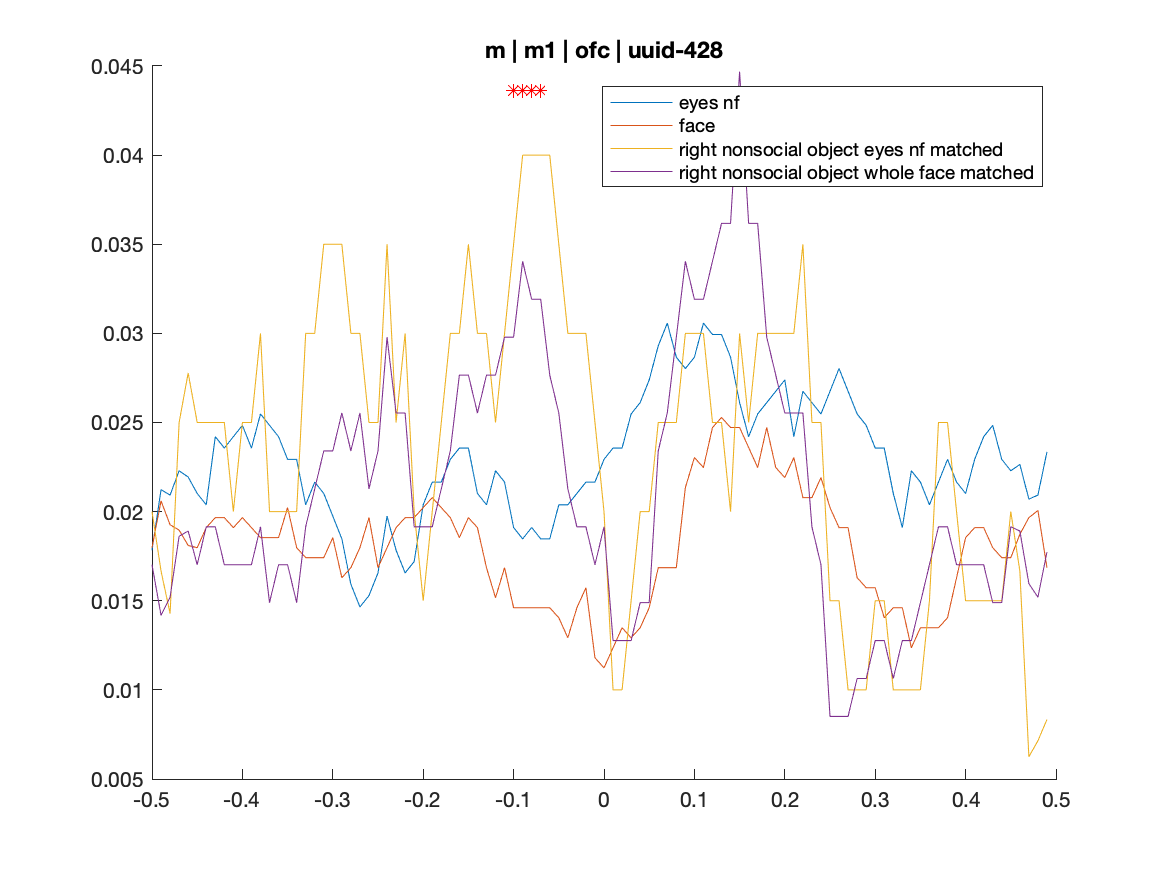 m | m1 | ofc | uuid-428
0.045
0.04
0.035
0.03
0.025
0.02
0.015
0.01
0.005
eyes nf
face
right nonsocial object eyes nf matched
right nonsocial object whole face matched
-0.5 -0.4 -0.3 -0.2 -0.1 0 0.1 0.2 0.3 0.4 0.5